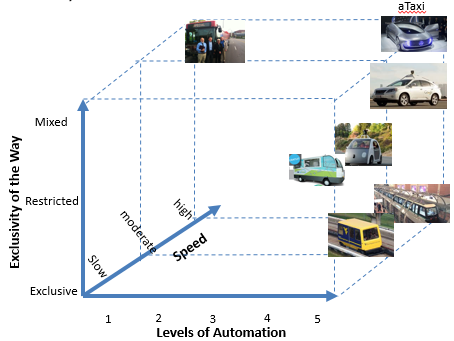 aTaxi
Mixed
Exclusivity of the Way
Restricted
high
moderate
Speed
Slow
Exclusive
1 2 3 4 5
Levels of Automation